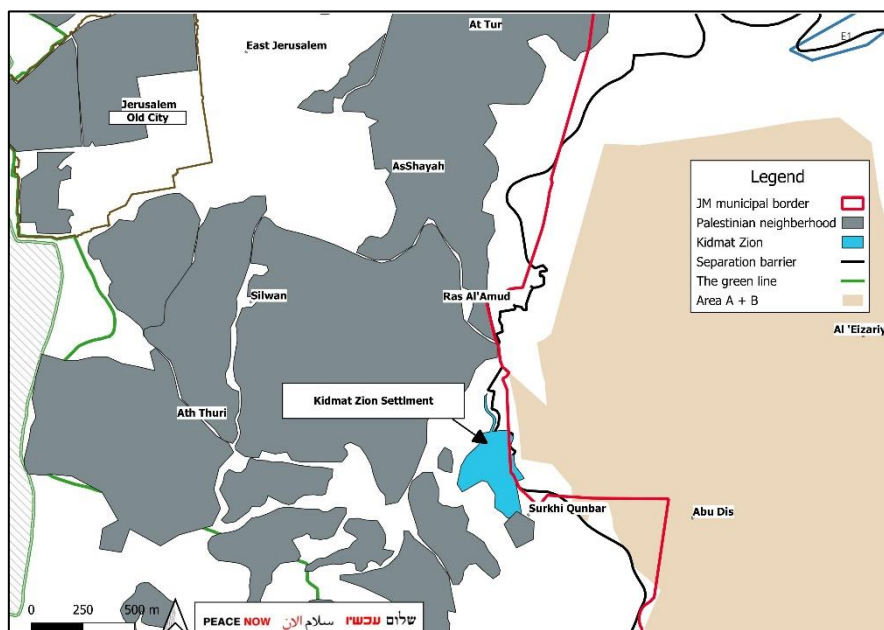 At Tur
East Jerusalem
E1
Jerusalem
Old City
AsShayah
Legend
JM municipal border
Palestinian neighberhood
Kidmat Zion
Separation barrier
The green line
Area A + B
Silwan
Ras Al'Amud
Al 'Eizariy
Kidmat Zion Settlment
Ath Thuri
Surkhi Qunbar
Abu Dis
0 250 500 m
PEACE NOW سلام الان שלום עכשיו